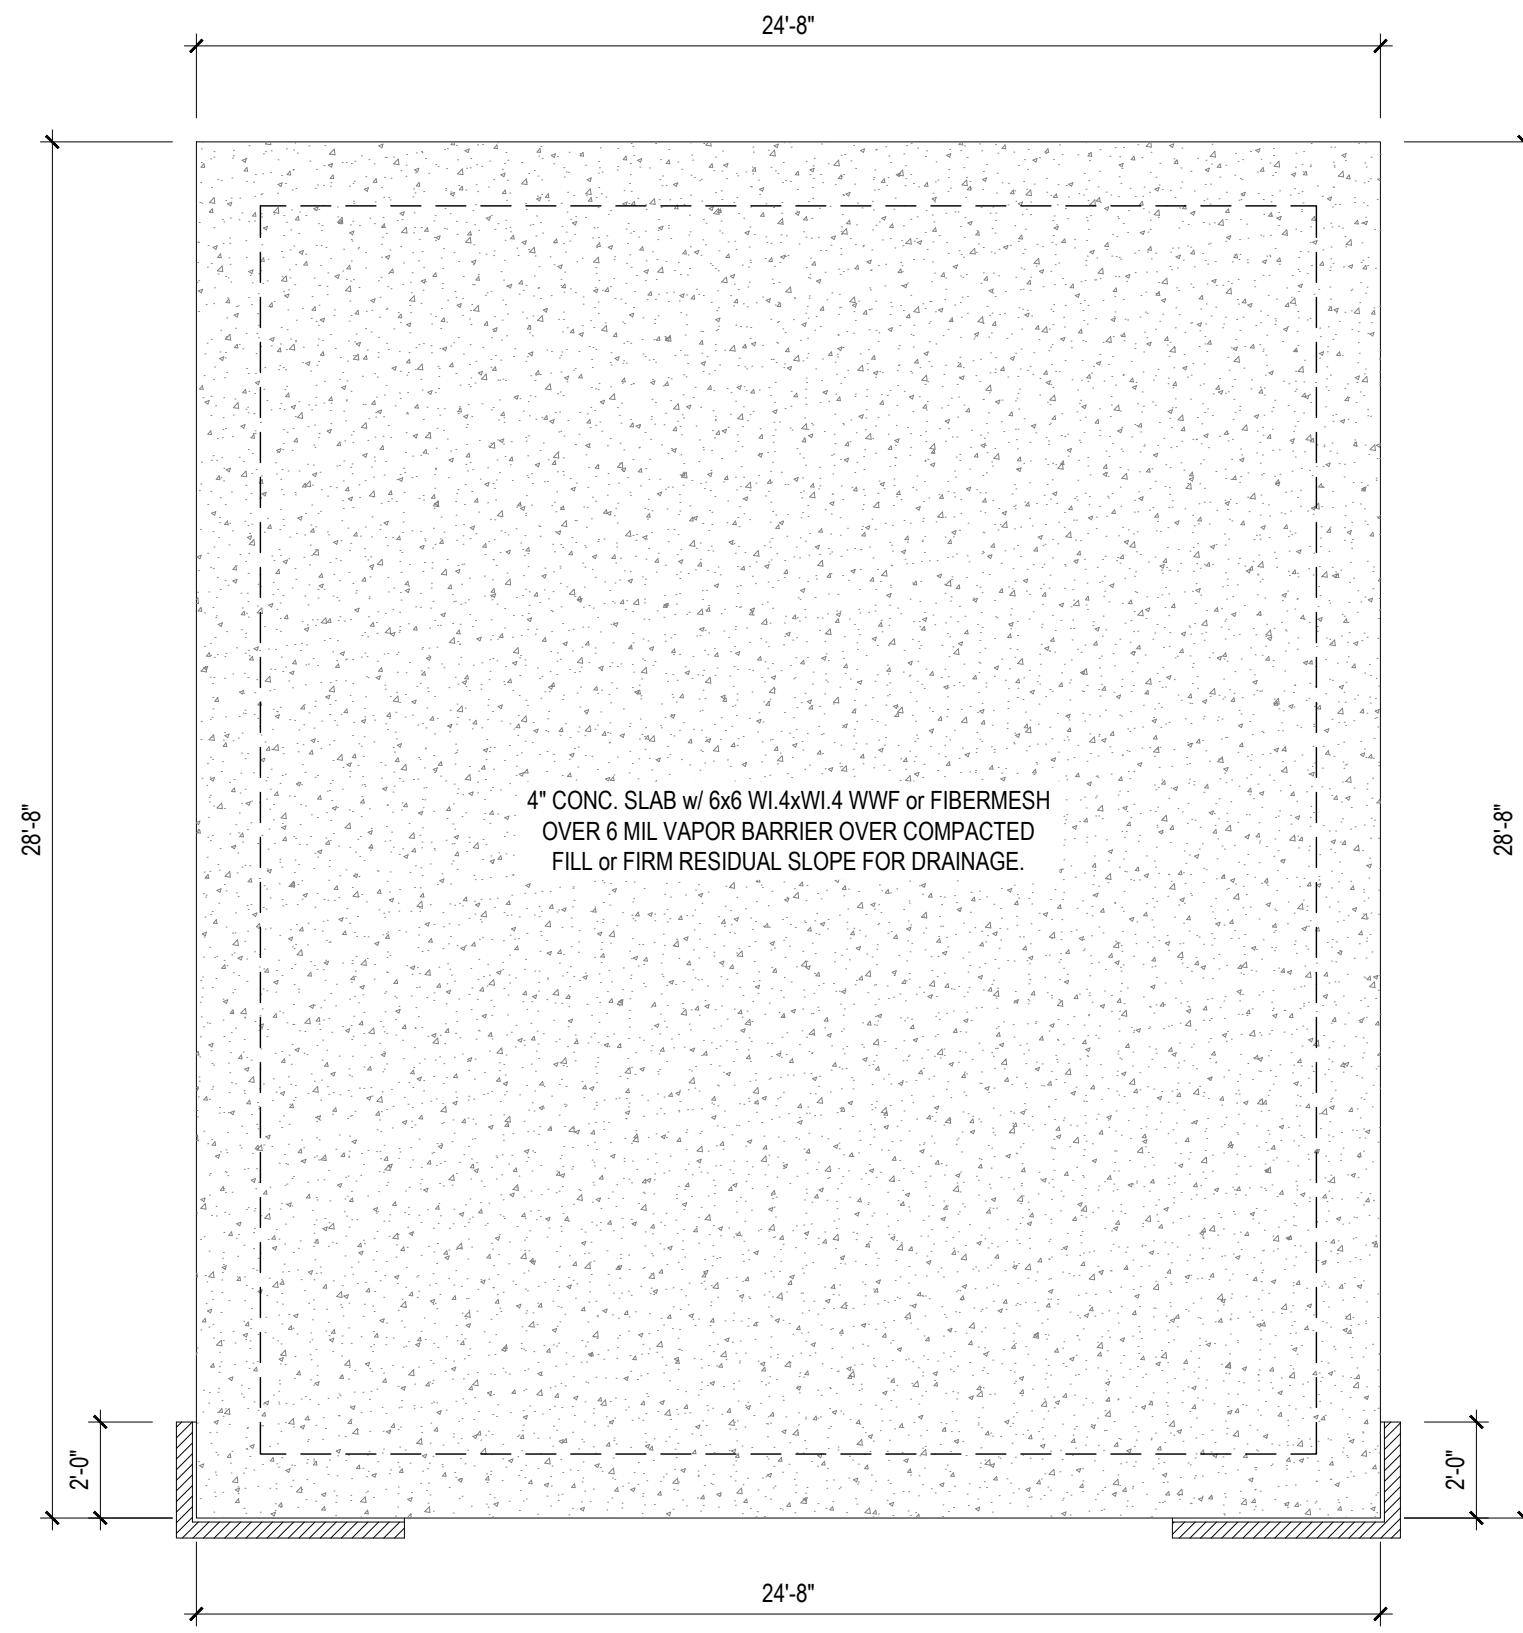 24'-8"
28'-8"
4" CONC. SLAB w/ 6x6 WI.4xWI.4 WWF or FIBERMESH
OVER 6 MIL VAPOR BARRIER OVER COMPACTED
FILL or FIRM RESIDUAL SLOPE FOR DRAINAGE.
28'-8"
2'-0"
2'-0"
24'-8"